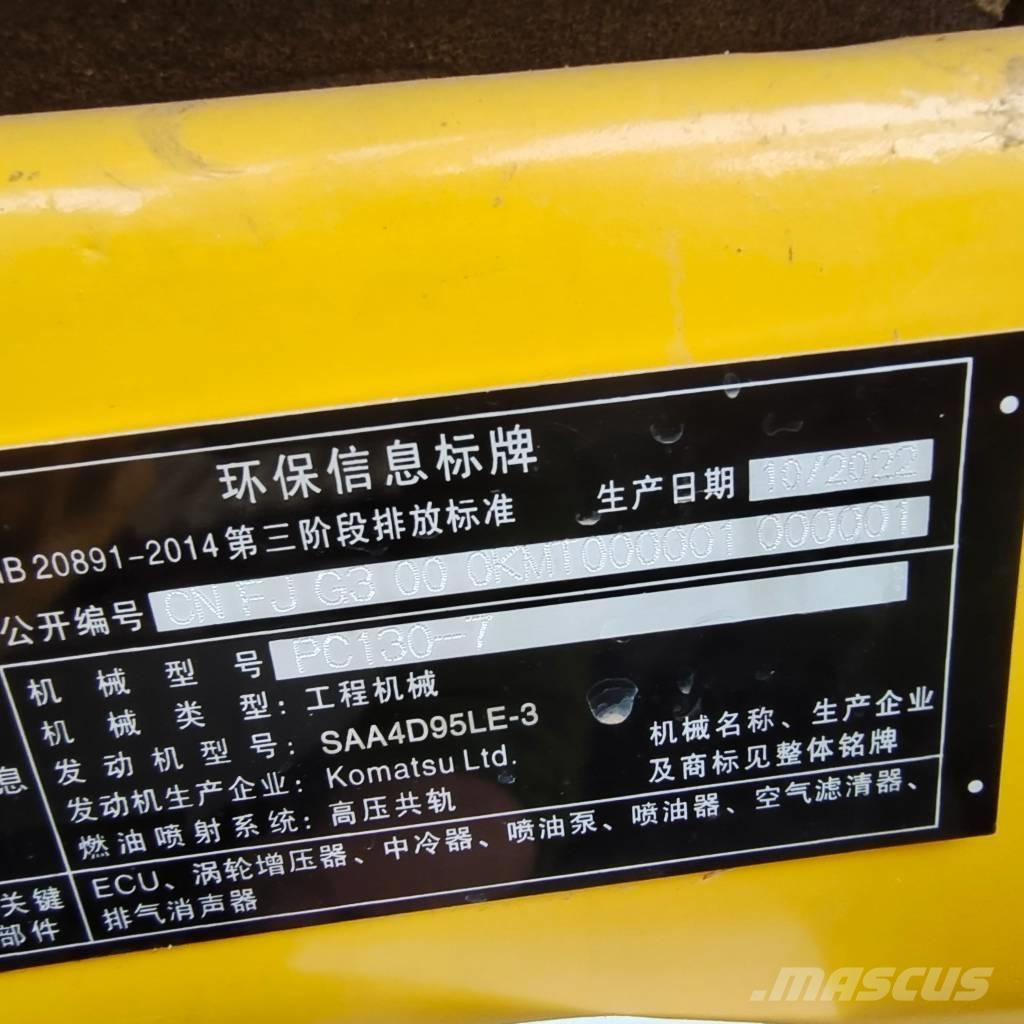 环保信息标牌
B 20891-2014第三阶段排放标准
生产日期 10/2022
公开编号 CN FJ G3 00 0KMT000001 000001
机械型号 PC130-7
机械类型：工程机械
发动机型号：SAA4D95LE-3
发动机生产企业：Komatsu Ltd.
燃油喷射系统：高压共轨
机械名称、生产企业
及商标见整体铭牌
息
关键
部件
ECU、涡轮增压器、中冷器、喷油泵、喷油器、空气滤清器、
排气消声器
MASCUS